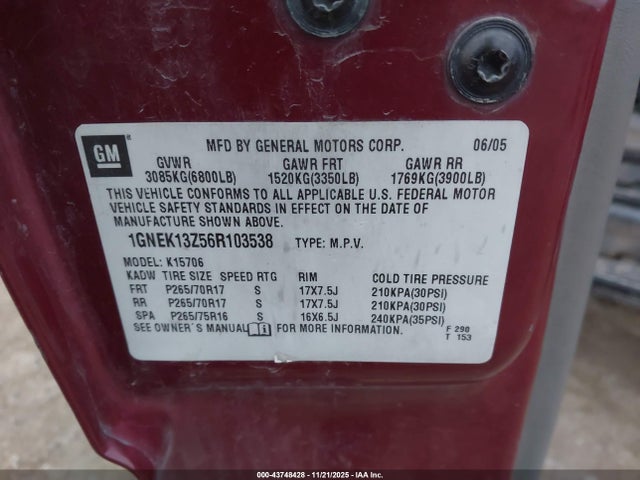 GM®
MFD BY GENERAL MOTORS CORP. 06/05
GVWR GAWR FRT GAWR RR
3085KG(6800LB) 1520KG(3350LB) 1769KG(3900LB)
THIS VEHICLE CONFORMS TO ALL APPLICABLE U.S. FEDERAL MOTOR
VEHICLE SAFETY STANDARDS IN EFFECT ON THE DATE OF
MANUFACTURE SHOWN ABOVE.
1GNEK13Z56R103538 TYPE: M.P.V.
MODEL: K15706
KADW TIRE SIZE SPEED RTG RIM COLD TIRE PRESSURE
FRT P265/70R17 S 17X7.5J 210KPA(30PSI)
RR P265/70R17 S 17X7.5J 210KPA(30PSI)
SPA P265/75R16 S 16X6.5J 240KPA(35PSI)
SEE OWNER'S MANUAL FOR MORE INFORMATION. F 290
T 153
000-43748428 - 11/21/2025 - IAA Inc.